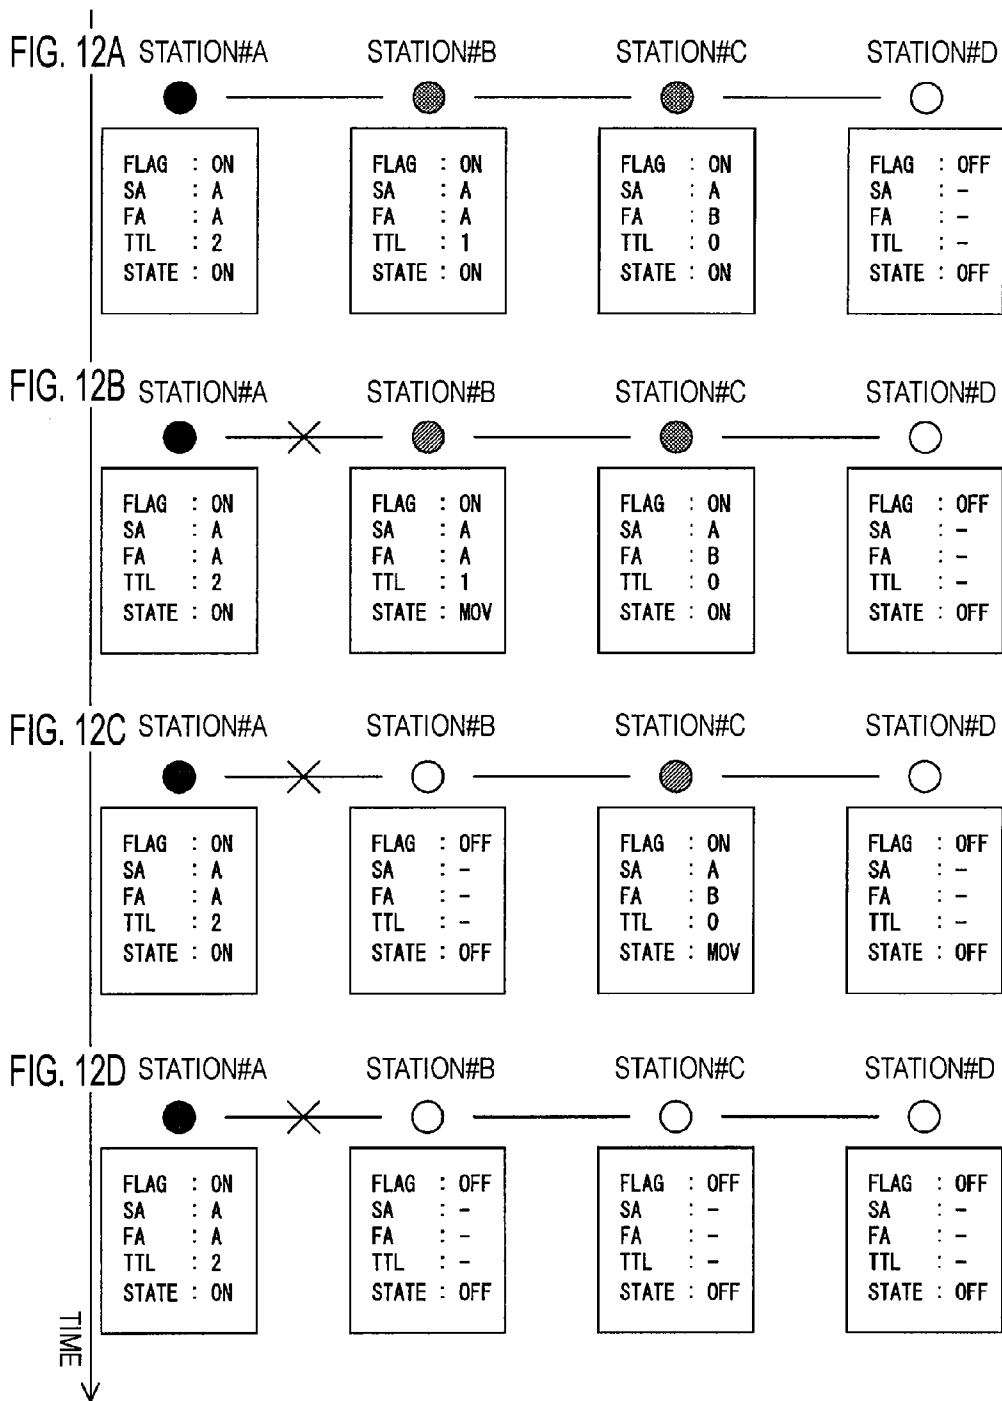 FIG. 12A STATION#A STATION#B STATION#C STATION#D
FLAG : ON FLAG : ON FLAG : ON FLAG : OFF
SA : A SA : A SA : A SA : -
FA : A FA : A FA : B FA : -
TTL : 2 TTL : 1 TTL : 0 TTL : -
STATE : ON STATE : ON STATE : ON STATE : OFF
FIG. 12B STATION#A STATION#B STATION#C STATION#D
FLAG : ON FLAG : ON FLAG : ON FLAG : OFF
SA : A SA : A SA : A SA : -
FA : A FA : A FA : B FA : -
TTL : 2 TTL : 1 TTL : 0 TTL : -
STATE : ON STATE : MOV STATE : ON STATE : OFF
FIG. 12C STATION#A STATION#B STATION#C STATION#D
FLAG : ON FLAG : OFF FLAG : ON FLAG : OFF
SA : A SA : - SA : A SA : -
FA : A FA : - FA : B FA : -
TTL : 2 TTL : - TTL : 0 TTL : -
STATE : ON STATE : OFF STATE : MOV STATE : OFF
FIG. 12D STATION#A STATION#B STATION#C STATION#D
FLAG : ON FLAG : OFF FLAG : OFF FLAG : OFF
SA : A SA : - SA : - SA : -
FA : A FA : - FA : - FA : -
TTL : 2 TTL : - TTL : - TTL : -
STATE : ON STATE : OFF STATE : OFF STATE : OFF
TIME